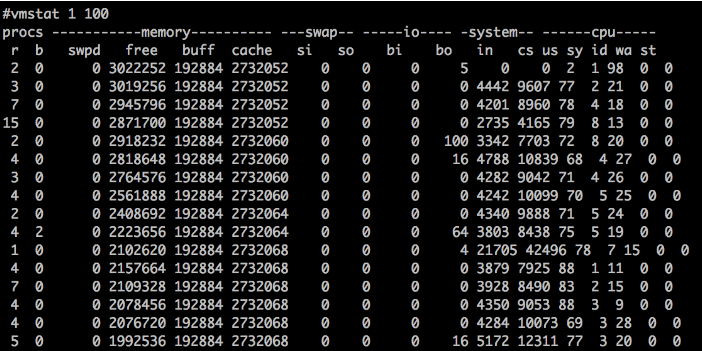 #vmstat 1 100
procs -----------memory---------- ---swap-- -----io---- -system-- ------cpu-----
r b swpd free buff cache si so bi bo in cs us sy id wa st
2 0 0 3022252 192884 2732052 0 0 0 5 0 0 2 1 98 0 0
3 0 0 3019256 192884 2732052 0 0 0 0 4442 9607 77 2 21 0 0
7 0 0 2945796 192884 2732052 0 0 0 0 4201 8960 78 4 18 0 0
15 0 0 2871700 192884 2732052 0 0 0 0 2735 4165 79 8 13 0 0
2 0 0 2918232 192884 2732060 0 0 0 100 3342 7703 72 8 20 0 0
4 0 0 2818648 192884 2732060 0 0 0 16 4788 10839 68 4 27 0 0
3 0 0 2764576 192884 2732060 0 0 0 0 4282 9042 71 4 26 0 0
4 0 0 2561888 192884 2732060 0 0 0 0 4242 10099 70 5 25 0 0
2 0 0 2408692 192884 2732064 0 0 0 0 4340 9888 71 5 24 0 0
4 2 0 2223656 192884 2732064 0 0 0 64 3803 8438 75 5 19 0 0
1 0 0 2102620 192884 2732068 0 0 0 4 21705 42496 78 7 15 0 0
4 0 0 2157664 192884 2732068 0 0 0 0 3879 7925 88 1 11 0 0
7 0 0 2109328 192884 2732068 0 0 0 0 3928 8490 83 2 15 0 0
4 0 0 2078456 192884 2732068 0 0 0 0 4350 9053 88 3 9 0 0
4 0 0 2076720 192884 2732068 0 0 0 0 4284 10073 69 3 28 0 0
5 0 0 1992536 192884 2732068 0 0 0 16 5172 12311 77 3 20 0 0